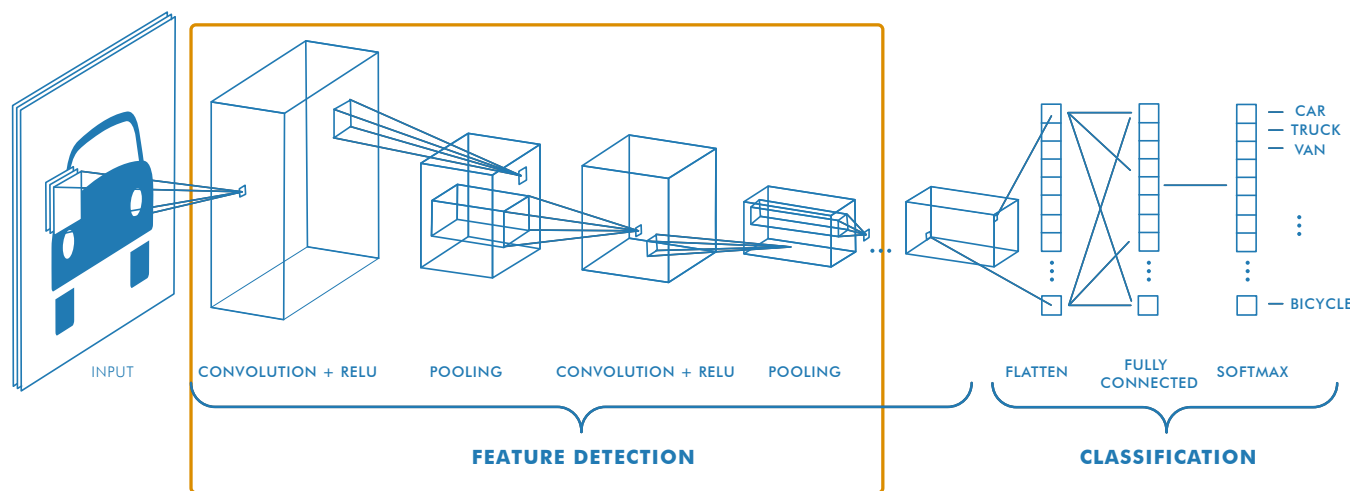 CAR
TRUCK
VAN
BICYCLE
INPUT
CONVOLUTION + RELU
POOLING
CONVOLUTION + RELU
POOLING
FLATTEN
FULLY
CONNECTED
SOFTMAX
FEATURE DETECTION
CLASSIFICATION